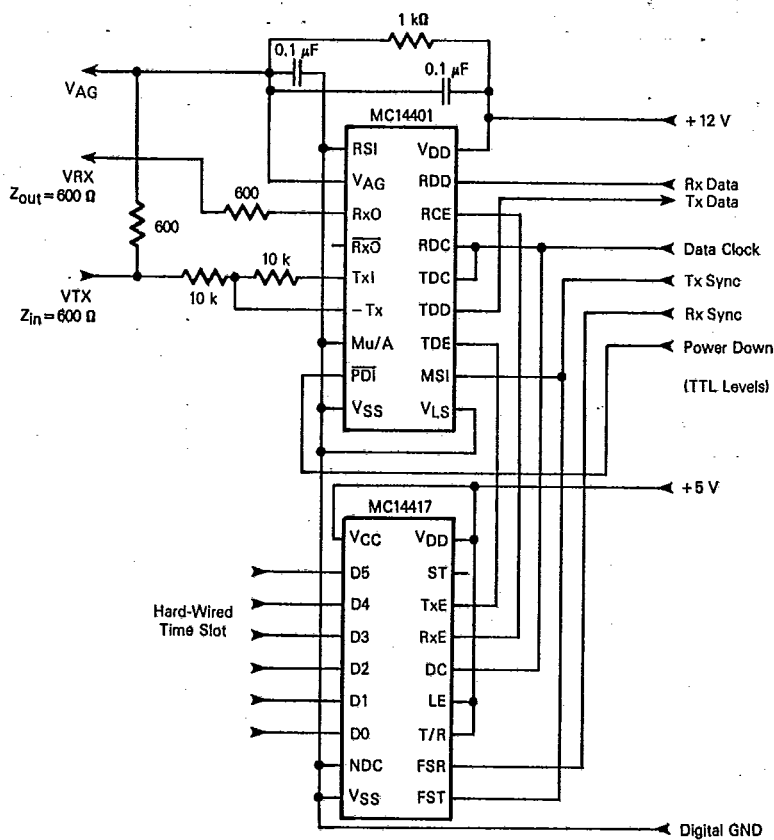 1 kΩ
0.1 μF
0.1 μF
VAG
MC14401
+12 V
RSI
VDD
VAG
RDD
Rx Data
Tx Data
VRX
Zout = 600 Ω
600
RxO
RCE
600
RxO
RDC
Data Clock
10 k
TxI
TDC
Tx Sync
VTX
Zin = 600 Ω
10 k
–Tx
TDD
Rx Sync
Mu/A
TDE
Power Down
PDI
MSI
(TTL Levels)
VSS
VLS
+5 V
MC14417
VCC
VDD
D5
ST
Hard-Wired
Time Slot
D4
TxE
D3
RxE
D2
DC
D1
LE
D0
T/R
NDC
FSR
VSS
FST
Digital GND